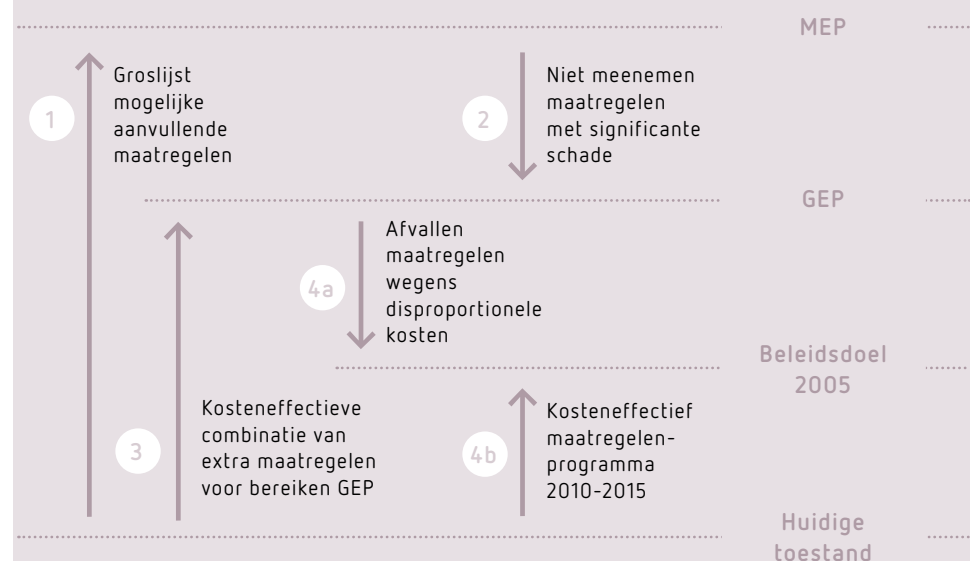 MEP
1
Groslijst
mogelijke
aanvullende
maatregelen
2
Niet meenemen
maatregelen
met significante
schade
GEP
4a
Afvallen
maatregelen
wegens
disproportionele
kosten
Beleidsdoel
2005
3
Kosteneffectieve
combinatie van
extra maatregelen
voor bereiken GEP
4b
Kosteneffectief
maatregelen-
programma
2010-2015
Huidige
toestand